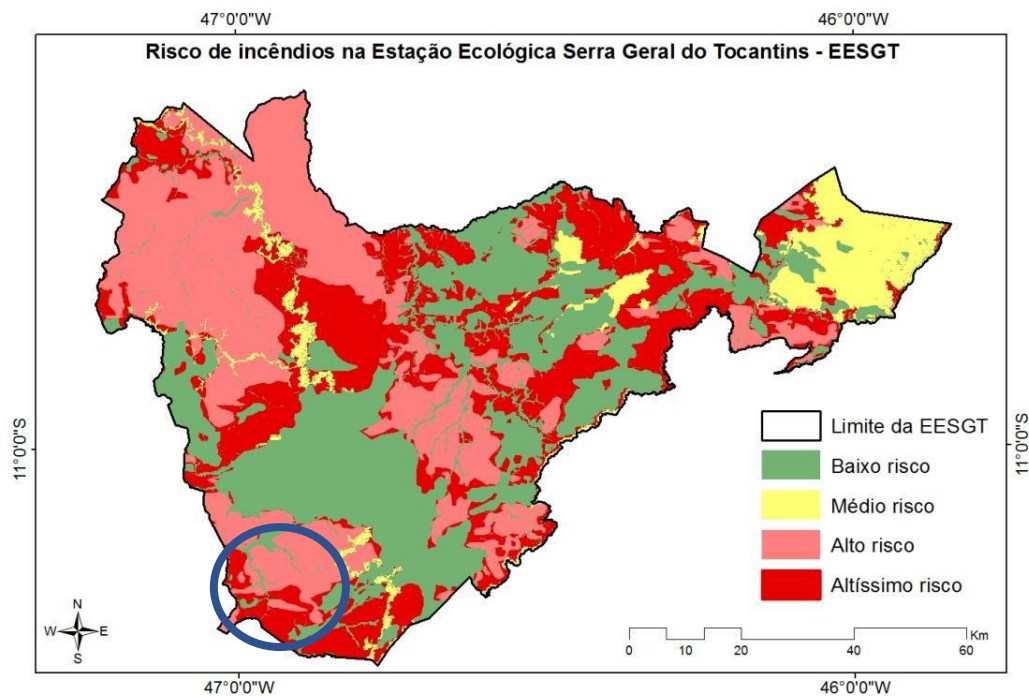 47°0'0"W
46°0'0"W
Risco de incêndios na Estação Ecológica Serra Geral do Tocantins - EESGT
11°0'0"S
11°0'0"S
Limite da EESGT
Baixo risco
Médio risco
Alto risco
Altíssimo risco
N
W
E
S
Km
0
10
20
40
60
47°0'0"W
46°0'0"W